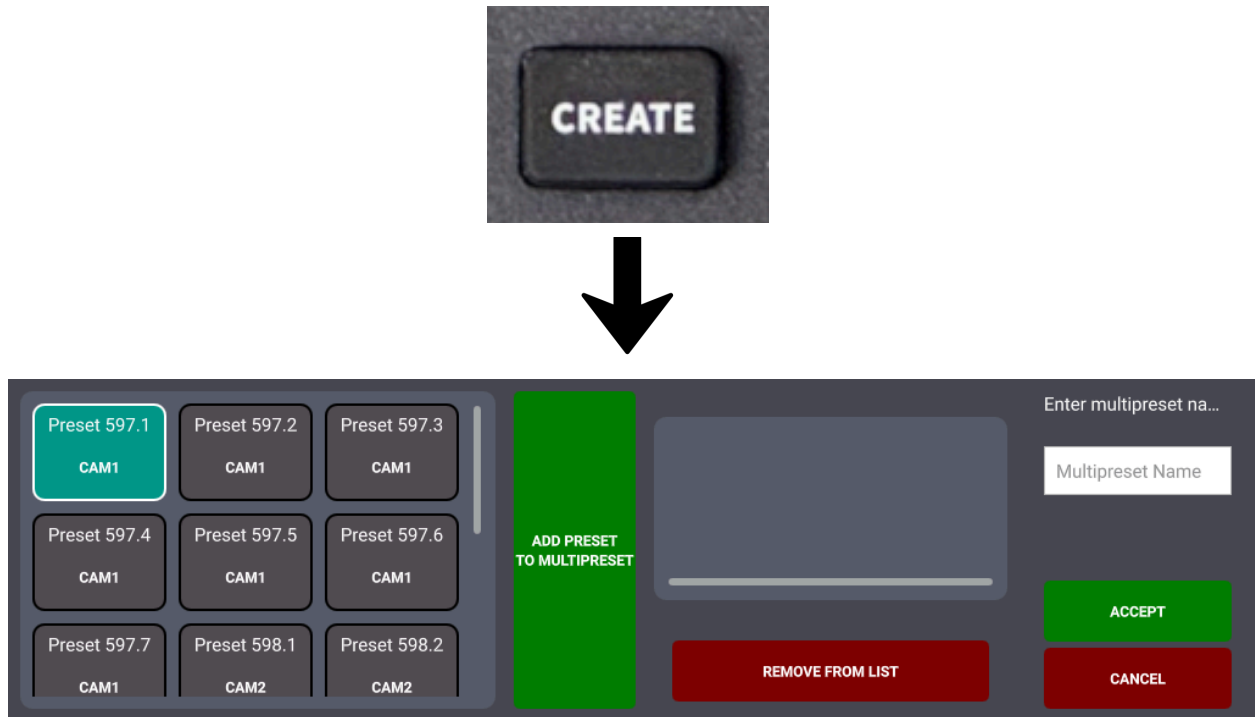 CREATE
Preset 597.1
CAM1
Preset 597.2
CAM1
Preset 597.3
CAM1
Preset 597.4
CAM1
Preset 597.5
CAM1
Preset 597.6
CAM1
Preset 597.7
CAM1
Preset 598.1
CAM2
Preset 598.2
CAM2
ADD PRESET
TO MULTIPRESET
REMOVE FROM LIST
Enter multipreset na...
Multipreset Name
ACCEPT
CANCEL